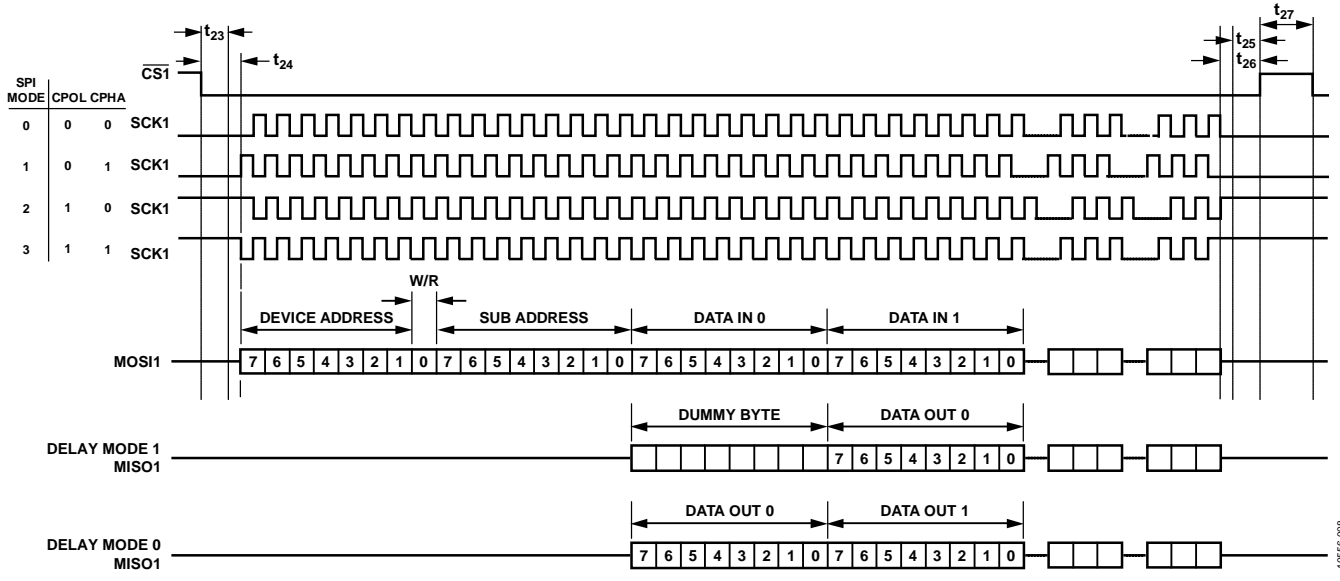 t27
t23
t25
t24
t26
CS1
SPI
MODE CPOL CPHA
0 0 0 SCK1
1 0 1 SCK1
2 1 0 SCK1
3 1 1 SCK1
W/R
DEVICE ADDRESS SUB ADDRESS DATA IN 0 DATA IN 1
MOSI1 7 6 5 4 3 2 1 0 7 6 5 4 3 2 1 0 7 6 5 4 3 2 1 0 7 6 5 4 3 2 1 0
DUMMY BYTE DATA OUT 0
DELAY MODE 1
MISO1
7 6 5 4 3 2 1 0
DATA OUT 0 DATA OUT 1
DELAY MODE 0
MISO1
7 6 5 4 3 2 1 0 7 6 5 4 3 2 1 0